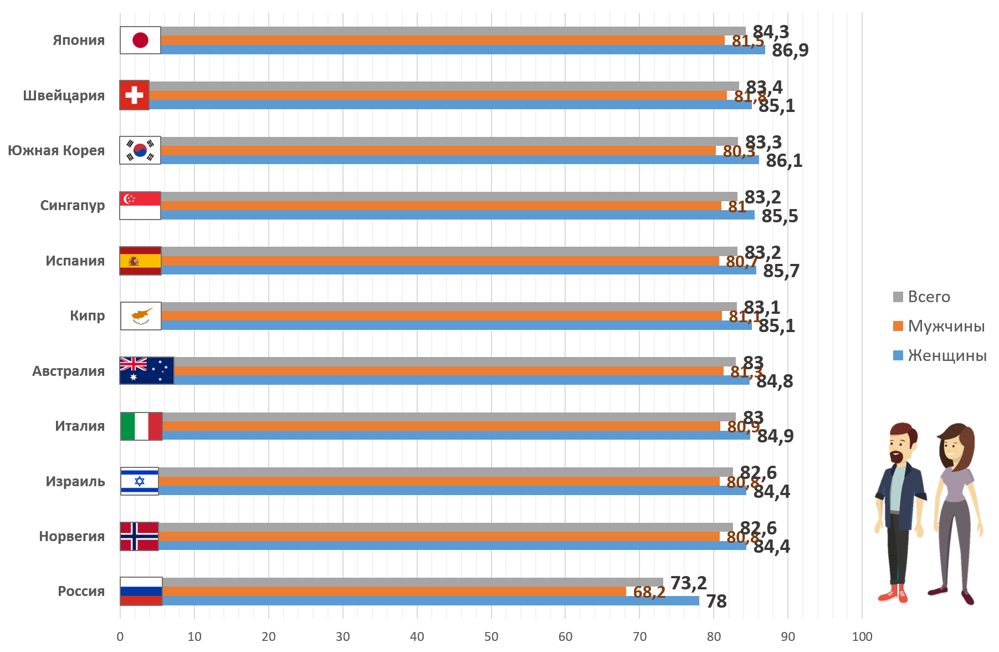 Япония
84,3
81,5
86,9
Швейцария
83,4
81,8
85,1
Южная Корея
83,3
80,3
86,1
Сингапур
83,2
81
85,5
Испания
83,2
80,7
85,7
Кипр
83,1
81,1
85,1
Австралия
83
81,3
84,8
Италия
83
80,9
84,9
Израиль
82,6
80,8
84,4
Норвегия
82,6
80,8
84,4
Россия
73,2
68,2
78
0 10 20 30 40 50 60 70 80 90 100
Всего
Мужчины
Женщины